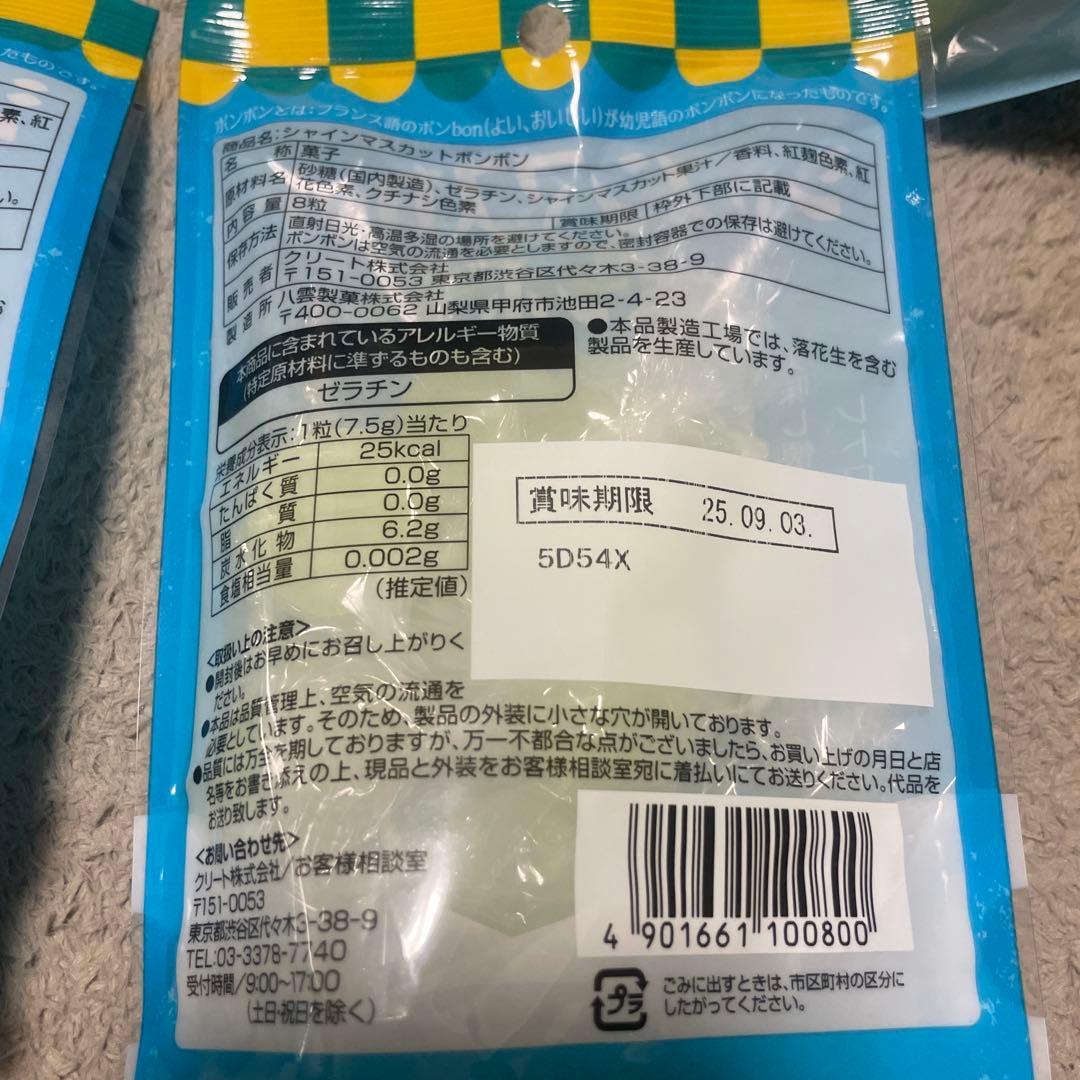 ボンボンとは:フランス語のボンbon(よい、おいしい)が幼児語のボンボンになったものです。
商品名:シャインマスカットボンボン
名 称 菓子
原材料名 砂糖(国内製造)、ゼラチン、シャインマスカット果汁/香料、紅麹色素、紅
花色素、クチナシ色素
内容量 8粒 賞味期限 枠外下部に記載
保存方法 直射日光・高温多湿の場所を避けてください。
ボンボンは空気の流通を必要としますので、密封容器での保存は避けてください。
販売者 クリート株式会社
〒151-0053 東京都渋谷区代々木3-38-9
製造所 八雲製菓株式会社
〒400-0062 山梨県甲府市池田2-4-23
本商品に含まれているアレルギー物質
(特定原材料に準ずるものも含む)
ゼラチン
●本品製造工場では、落花生を含む
製品を生産しています。
栄養成分表示:1粒(7.5g)当たり
エネルギー 25kcal
たんぱく質 0.0g
脂質 0.0g
炭水化物 6.2g
食塩相当量 0.002g
(推定値)
賞味期限 25.09.03.
5D54X
<取扱い上の注意>
●開封後はお早めにお召し上がりく
ださい。
●本品は品質管理上、空気の流通を
必要としています。そのため、製品の外装に小さな穴が開いております。
●品質には万全を期しておりますが、万一不都合な点がございましたら、お買い上げの月日と店
名等をお書き添えの上、現品と外装をお客様相談室宛に着払いにてお送りください。代品を
お送り致します。
<お問い合わせ先>
クリート株式会社/お客様相談室
〒151-0053
東京都渋谷区代々木3-38-9
TEL:03-3378-7740
受付時間/9:00~17:00
(土日・祝日を除く)
4 901661 100800
プラ
ごみに出すときは、市区町村の区分に
したがってください。
たものです。
素、紅
い。